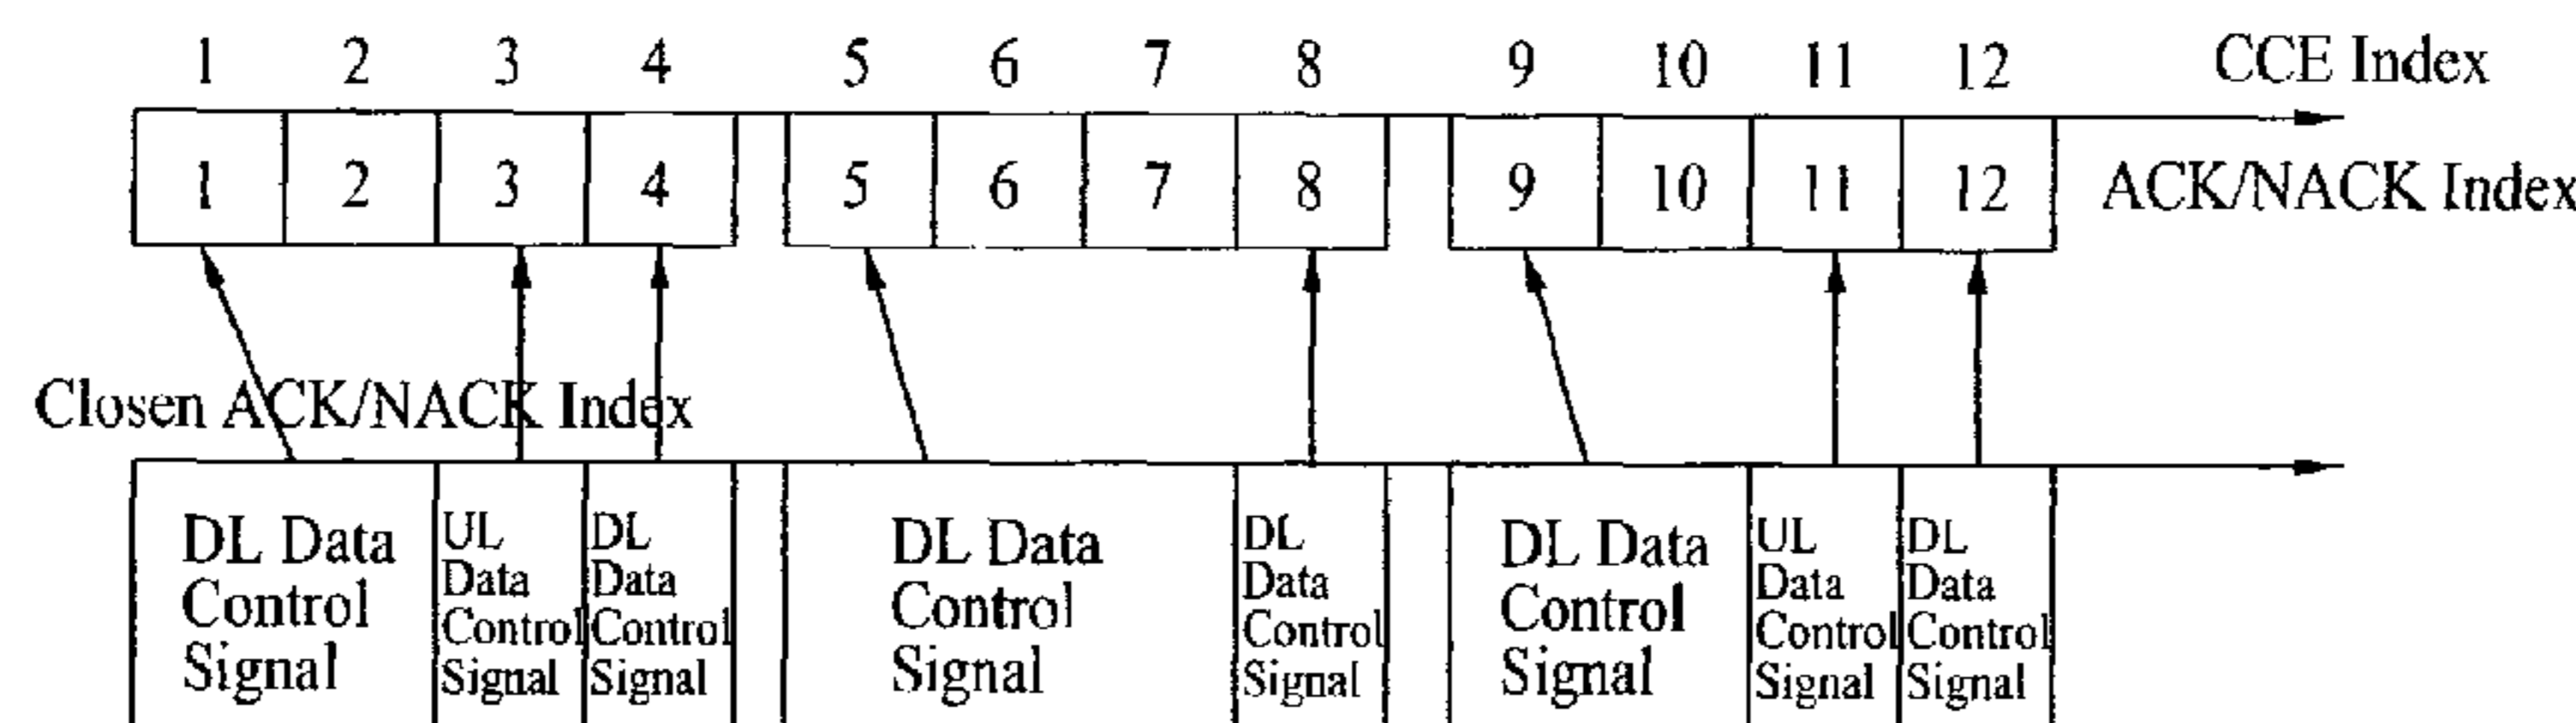 1 2 3 4 5 6 7 8 9 10 11 12 CCE Index
1 2 3 4 5 6 7 8 9 10 11 12 ACK/NACK Index
Closen ACK/NACK Index
DL Data
Control
Signal
UL
Data
Control
Signal
DL
Data
Control
Signal
DL Data
Control
Signal
DL
Data
Control
Signal
DL Data
Control
Signal
UL
Data
Control
Signal
DL
Data
Control
Signal